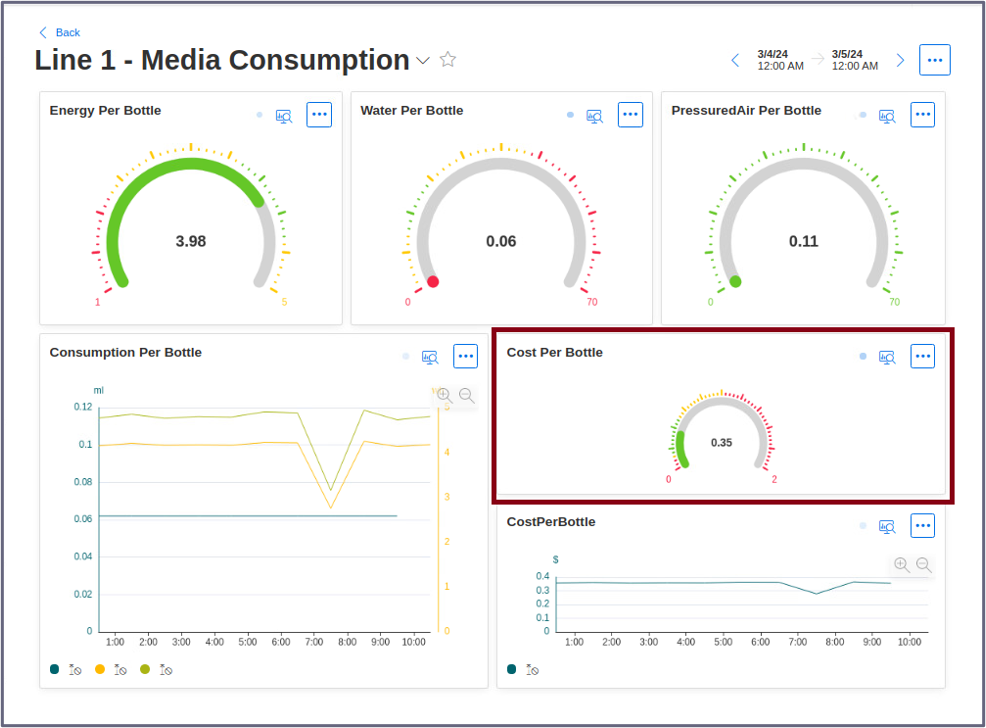 Back
Line 1 - Media Consumption
3/4/24
12:00 AM
3/5/24
12:00 AM
Energy Per Bottle
3.98
1
5
Water Per Bottle
0.06
0
70
PressuredAir Per Bottle
0.11
0
70
Consumption Per Bottle
ml
0.12
0.1
0.08
0.06
0.04
0.02
0
5
4
3
2
1
0
1:00 2:00 3:00 4:00 5:00 6:00 7:00 8:00 9:00 10:00
Cost Per Bottle
0.35
0
2
CostPerBottle
$
0.4
0.3
0.2
0.1
0
1:00 2:00 3:00 4:00 5:00 6:00 7:00 8:00 9:00 10:00